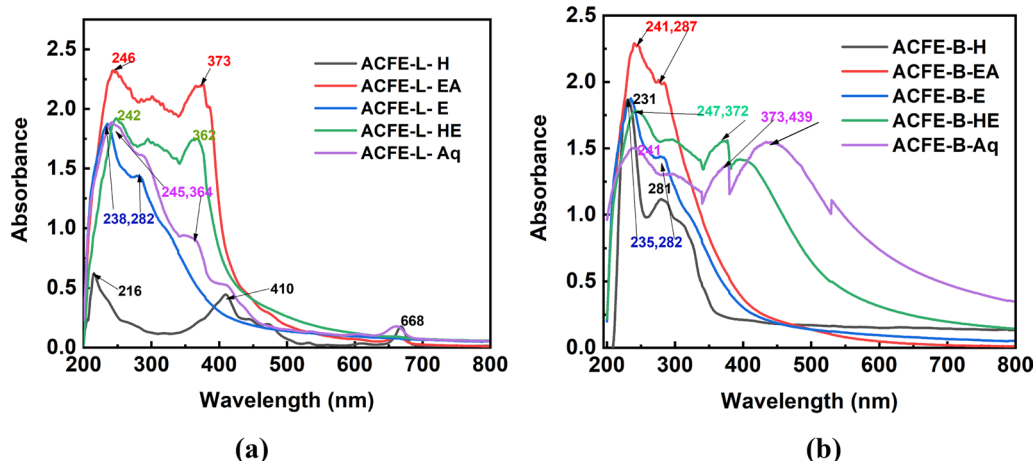 2.5
2.0
1.5
1.0
0.5
0.0
Absorbance
200 300 400 500 600 700 800
Wavelength (nm)
ACFE-L- H
ACFE-L- EA
ACFE-L- E
ACFE-L- HE
ACFE-L- Aq
246
373
242
362
245,364
238,282
216
410
668
(a)
2.5
2.0
1.5
1.0
0.5
0.0
Absorbance
200 300 400 500 600 700 800
Wavelength (nm)
ACFE-B-H
ACFE-B-EA
ACFE-B-E
ACFE-B-HE
ACFE-B-Aq
241,287
231
247,372
373,439
241
281
235,282
(b)